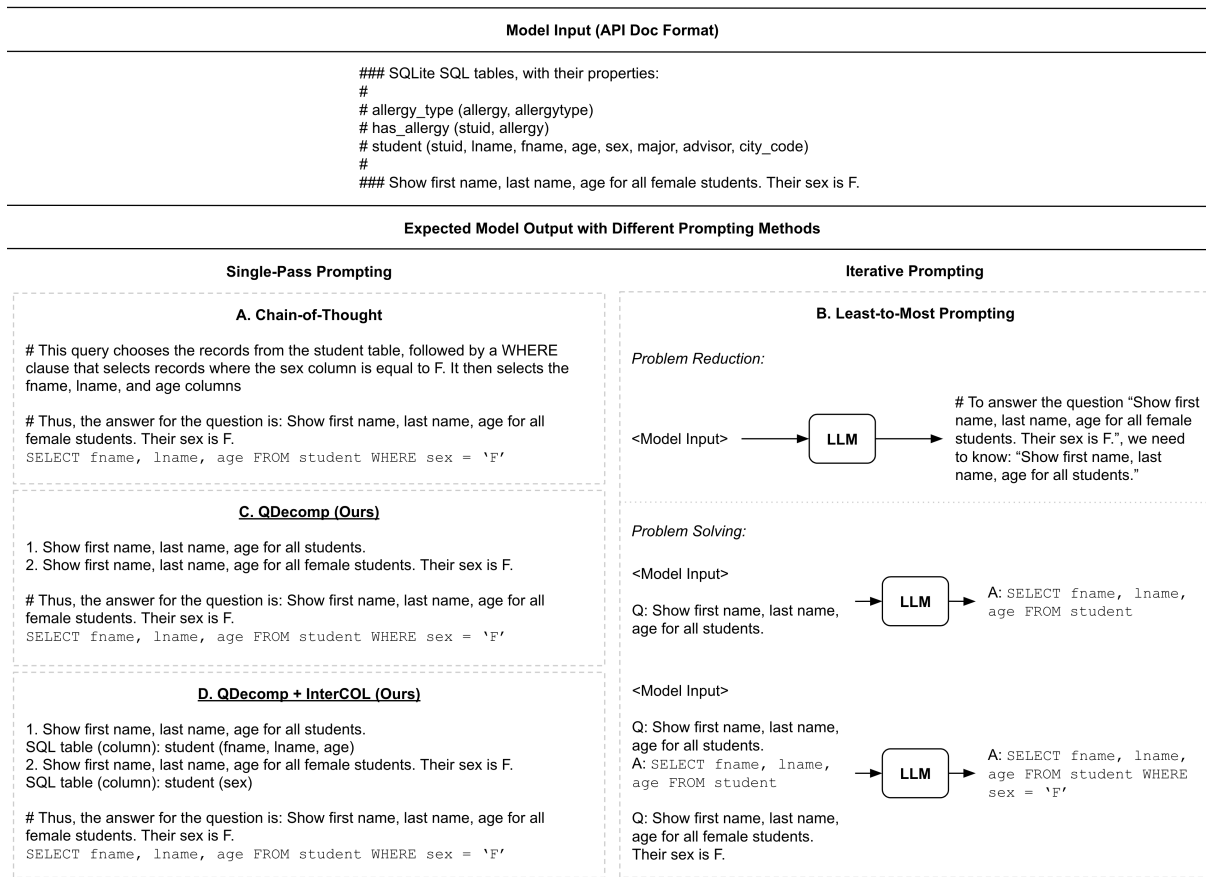 Model Input (API Doc Format)
### SQLite SQL tables, with their properties:
#
# allergy_type (allergy, allergytype)
# has_allergy (stuid, allergy)
# student (stuid, lname, fname, age, sex, major, advisor, city_code)
#
### Show first name, last name, age for all female students. Their sex is F.
Expected Model Output with Different Prompting Methods
Single-Pass Prompting
A. Chain-of-Thought
# This query chooses the records from the student table, followed by a WHERE
clause that selects records where the sex column is equal to F. It then selects the
fname, lname, and age columns
# Thus, the answer for the question is: Show first name, last name, age for all
female students. Their sex is F.
SELECT fname, lname, age FROM student WHERE sex = ‘F’
C. QDecomp (Ours)
1. Show first name, last name, age for all students.
2. Show first name, last name, age for all female students. Their sex is F.
# Thus, the answer for the question is: Show first name, last name, age for all
female students. Their sex is F.
SELECT fname, lname, age FROM student WHERE sex = ‘F’
D. QDecomp + InterCOL (Ours)
1. Show first name, last name, age for all students.
SQL table (column): student (fname, lname, age)
2. Show first name, last name, age for all female students. Their sex is F.
SQL table (column): student (sex)
# Thus, the answer for the question is: Show first name, last name, age for all
female students. Their sex is F.
SELECT fname, lname, age FROM student WHERE sex = ‘F’
Iterative Prompting
B. Least-to-Most Prompting
Problem Reduction:
<Model Input>
LLM
# To answer the question “Show first
name, last name, age for all female
students. Their sex is F.”, we need
to know: “Show first name, last
name, age for all students.”
Problem Solving:
<Model Input>
Q: Show first name, last name,
age for all students.
LLM
A: SELECT fname, lname,
age FROM student
<Model Input>
Q: Show first name, last name,
age for all students.
A: SELECT fname, lname,
age FROM student
Q: Show first name, last name,
age for all female students.
Their sex is F.
LLM
A: SELECT fname, lname,
age FROM student WHERE
sex = ‘F’